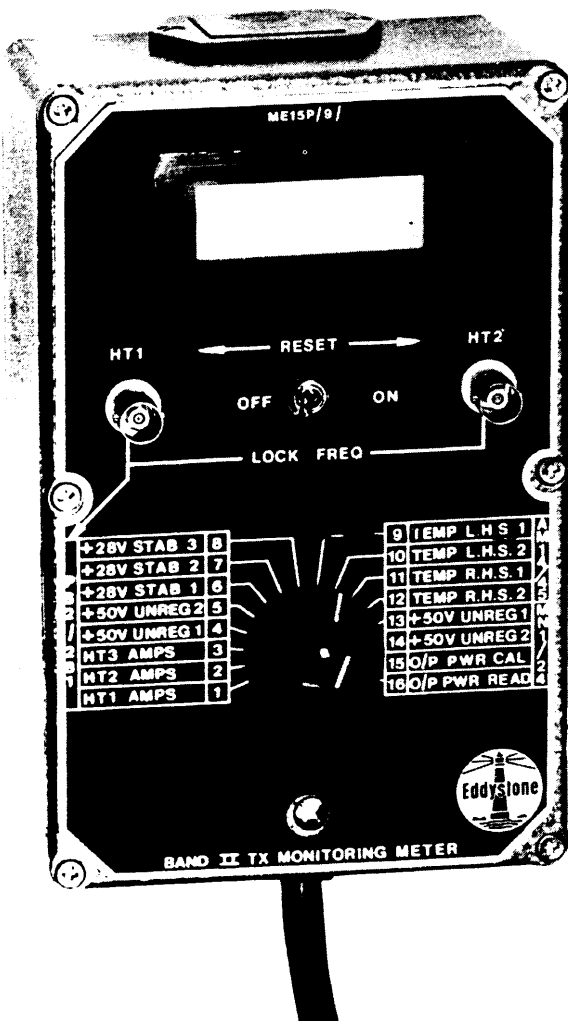 ME15P/9/
HT1
RESET
HT2
OFF
ON
LOCK FREQ
+28V STAB 3 8
+28V STAB 2 7
+28V STAB 1 6
+50V UNREG 2 5
+50V UNREG 1 4
HT3 AMPS 3
HT2 AMPS 2
HT1 AMPS 1
9 TEMP L.H.S. 1
10 TEMP L.H.S. 2
11 TEMP R.H.S. 1
12 TEMP R.H.S. 2
13 +50V UNREG 1
14 +50V UNREG 2
15 O/P PWR CAL
16 O/P PWR READ
Eddystone
BAND II TX MONITORING METER